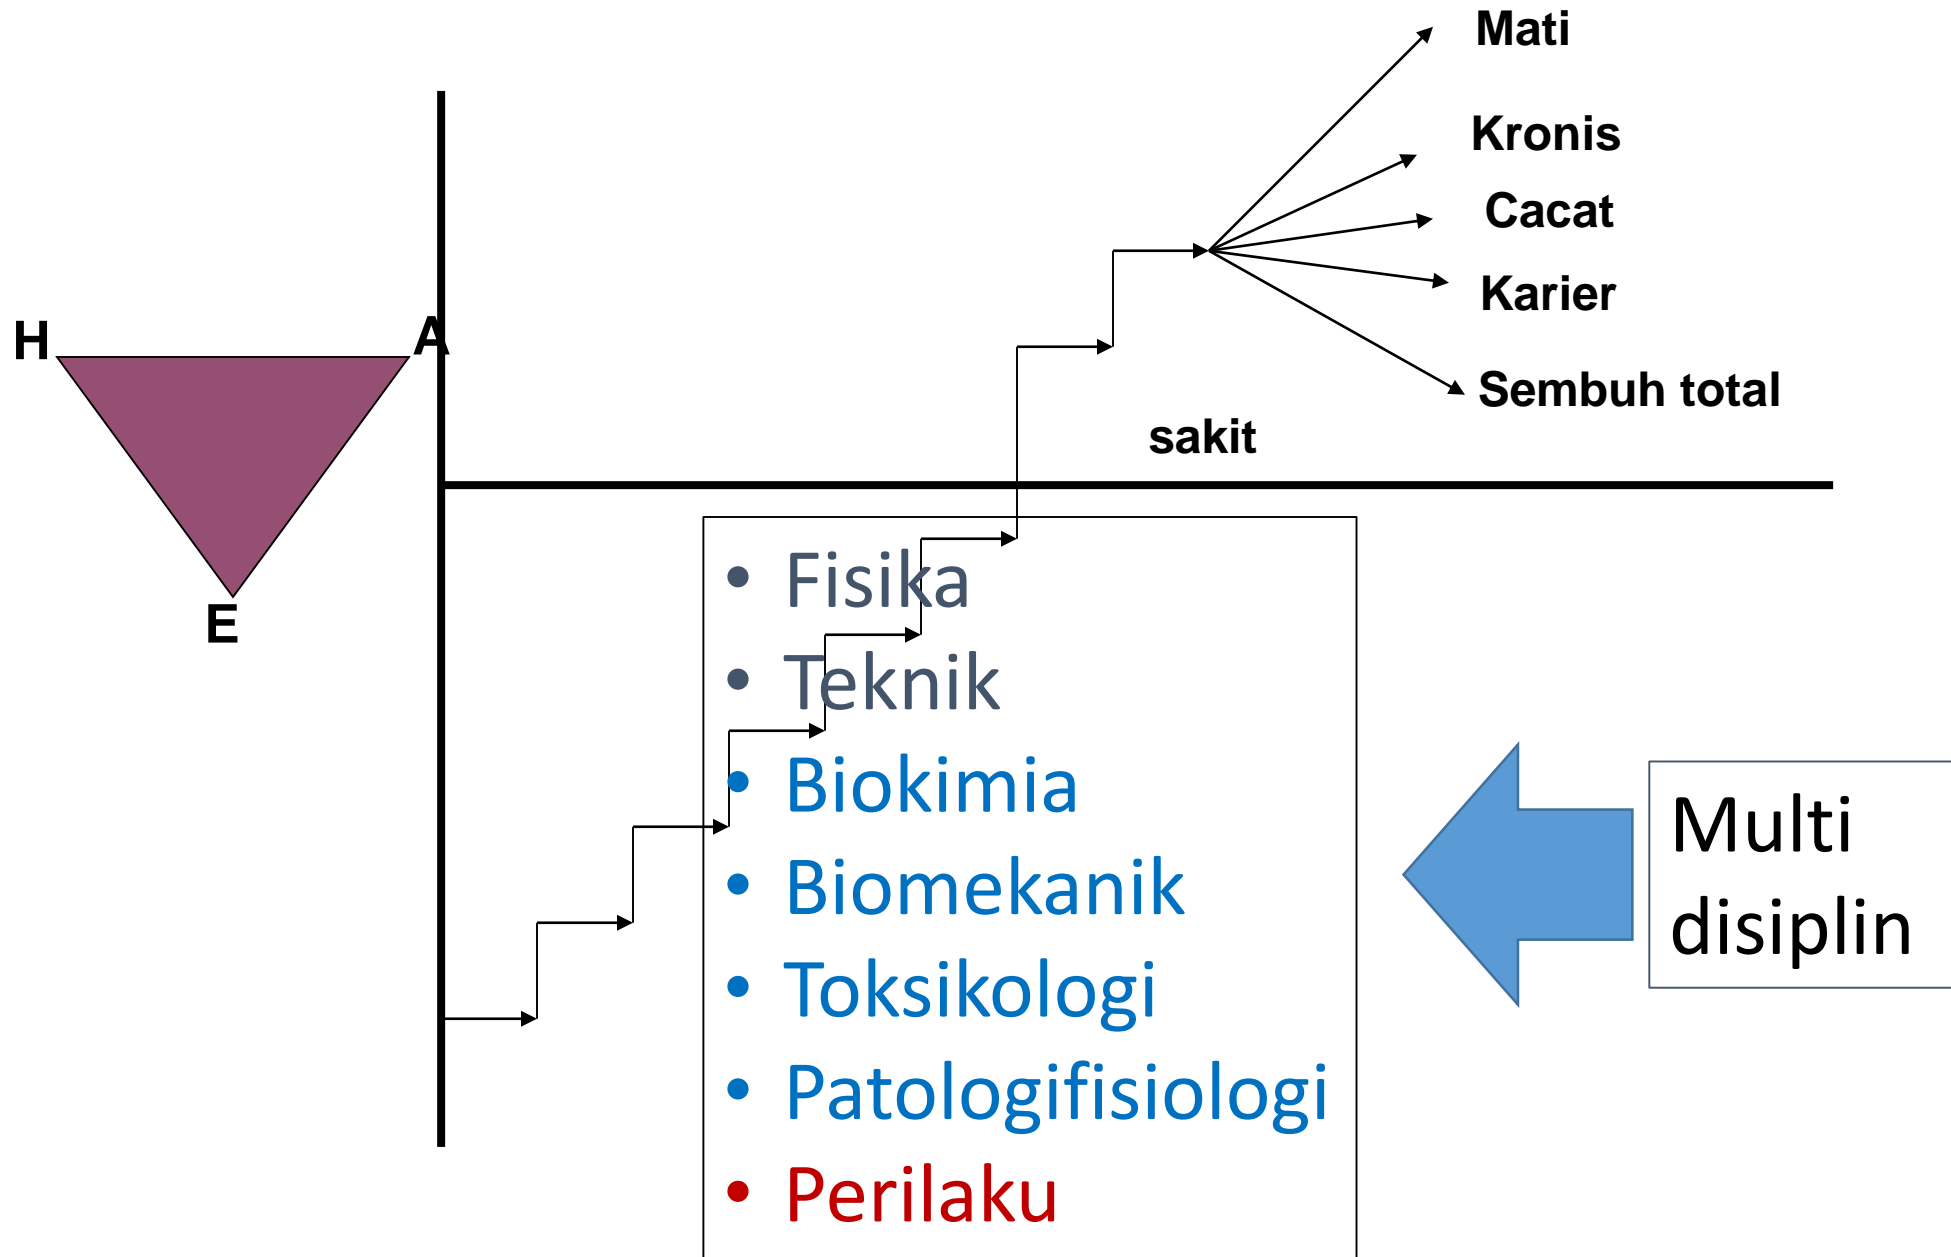 Mati
Kronis
Cacat
Karier
Sembuh total
sakit
H
A
E
• Fisika
• Teknik
• Biokimia
• Biomekanik
• Toksikologi
• Patologifisiologi
• Perilaku
Multi
disiplin